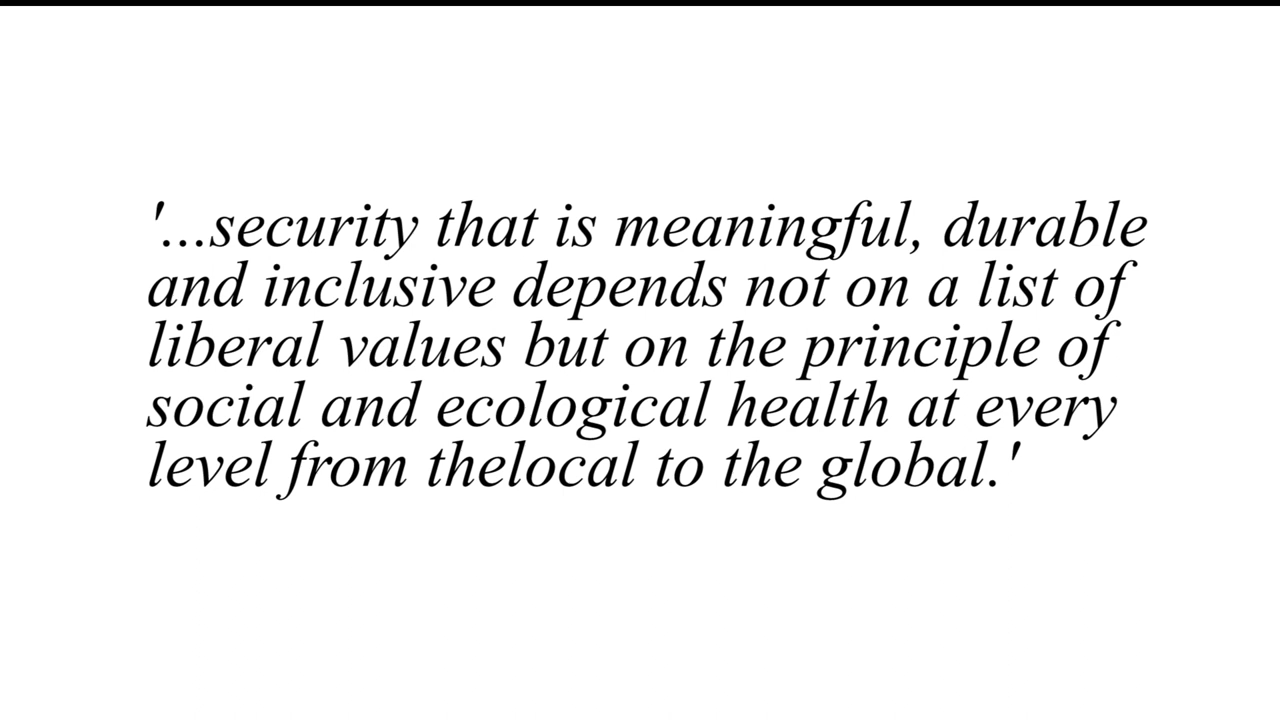 '...security that is meaningful, durable
and inclusive depends not on a list of
liberal values but on the principle of
social and ecological health at every
level from thelocal to the global.'